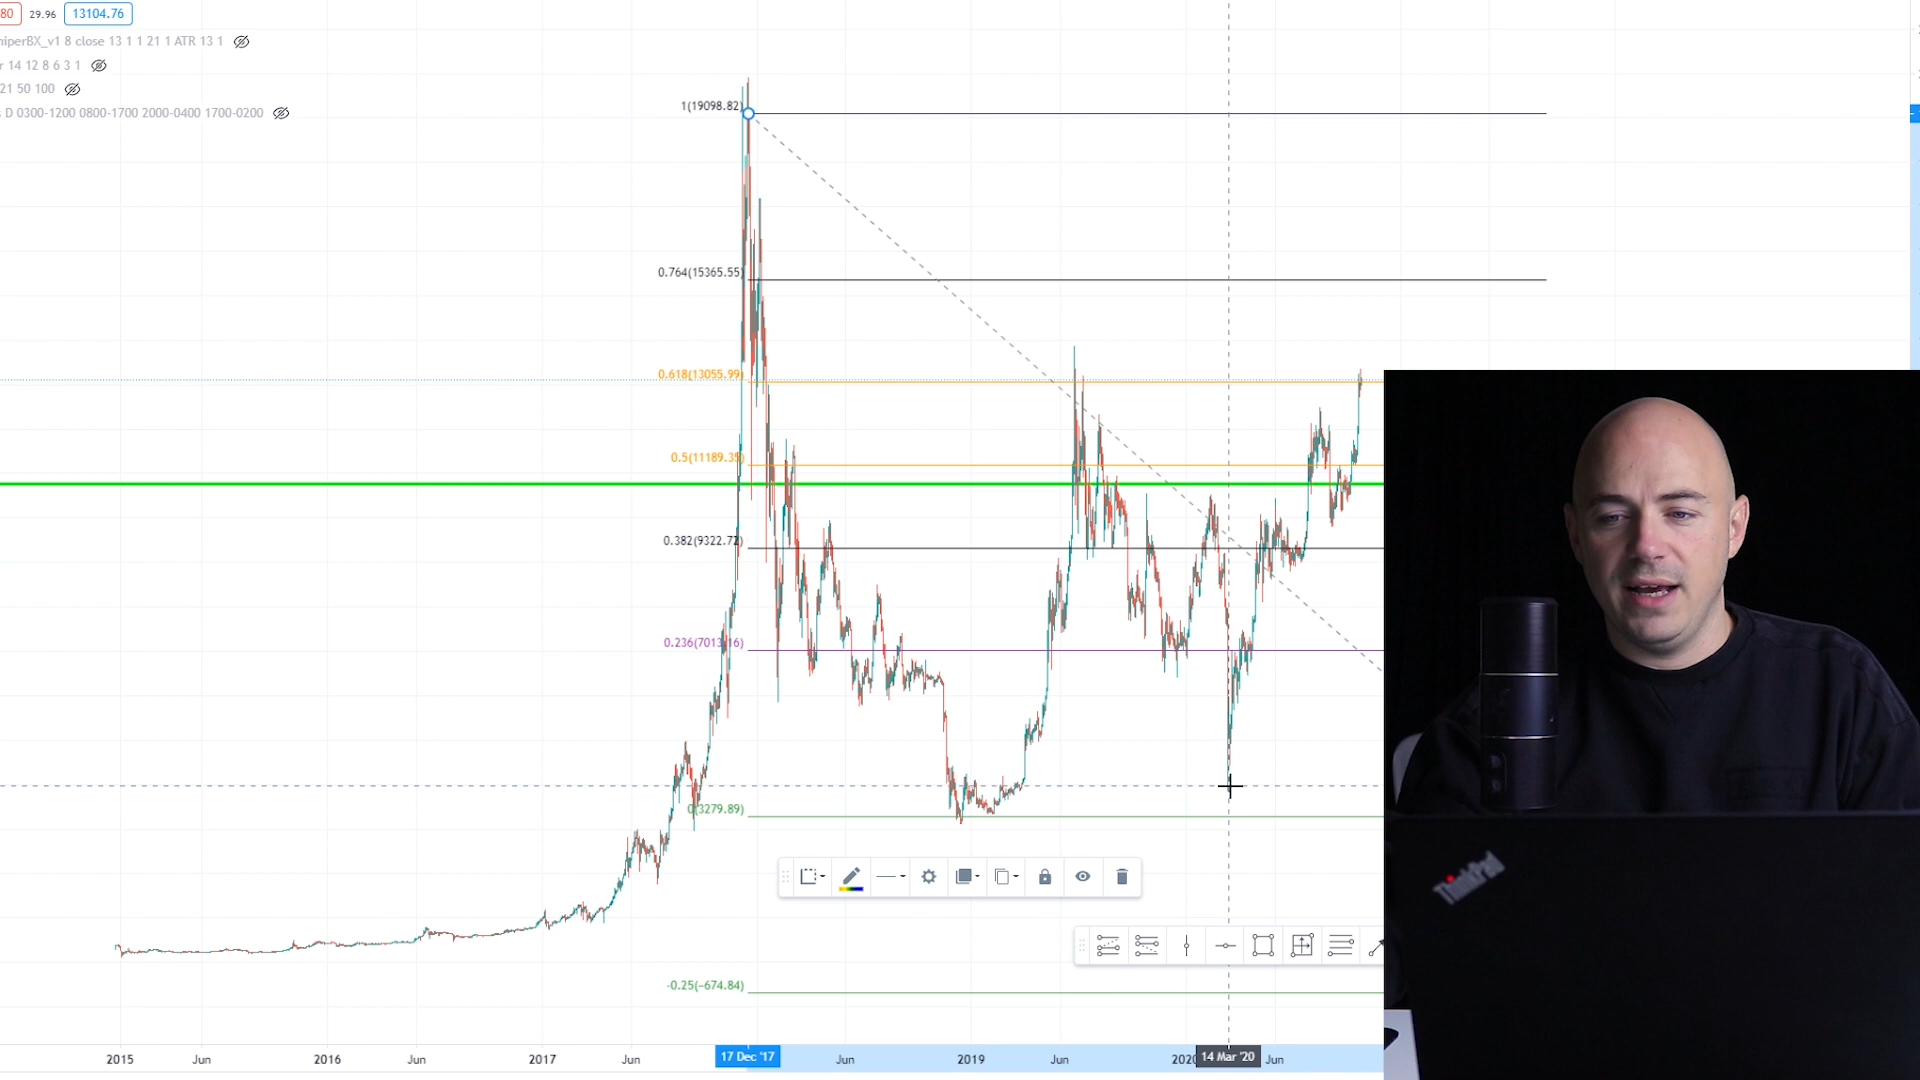 80 29.96 13104.76
niperBX_v1 8 close 13 1 1 21 1 ATR 13 1
r 14 12 8 6 3 1
21 50 100
D 0300-1200 0800-1700 2000-0400 1700-0200
1(19098.82)
0.764(15365.55)
0.618(13055.99)
0.5(11189.35)
0.382(9322.72)
0.236(7013.16)
0(3279.89)
-0.25(−674.84)
ThinkPad
2015 Jun 2016 Jun 2017 Jun 17 Dec '17 Jun 2019 Jun 2020 14 Mar '20 Jun